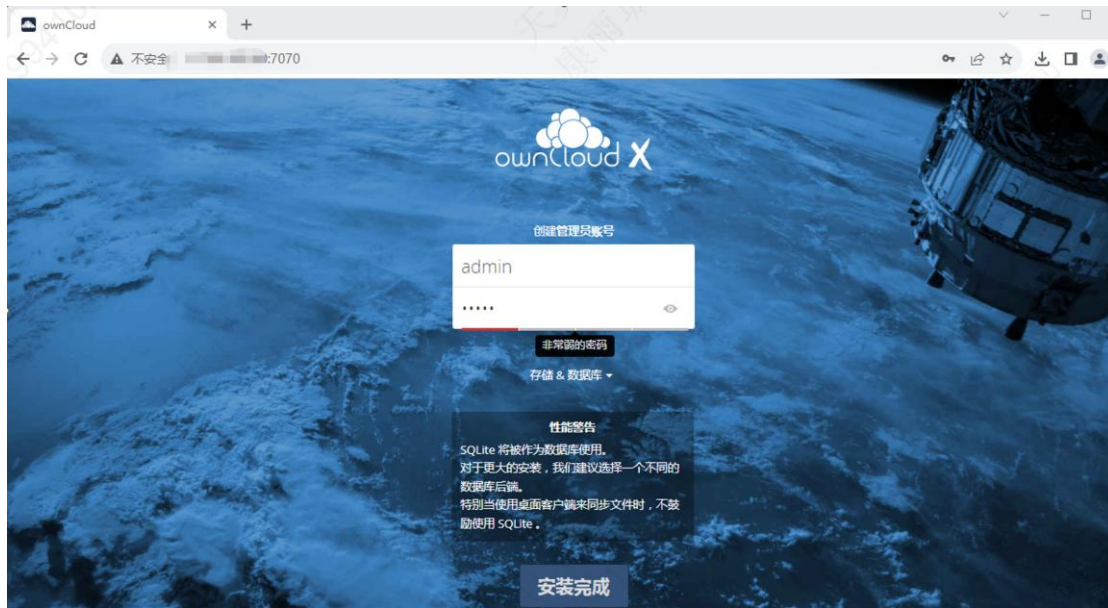 ownCloud
不安全
:7070
ownCloud X
创建管理员账号
admin
•••••
非常弱的密码
存储 & 数据库
性能警告
SQLite 将被作为数据库使用。
对于更大的安装，我们建议选择一个不同的
数据库后端。
特别当使用桌面客户端来同步文件时，不鼓
励使用 SQLite 。
安装完成